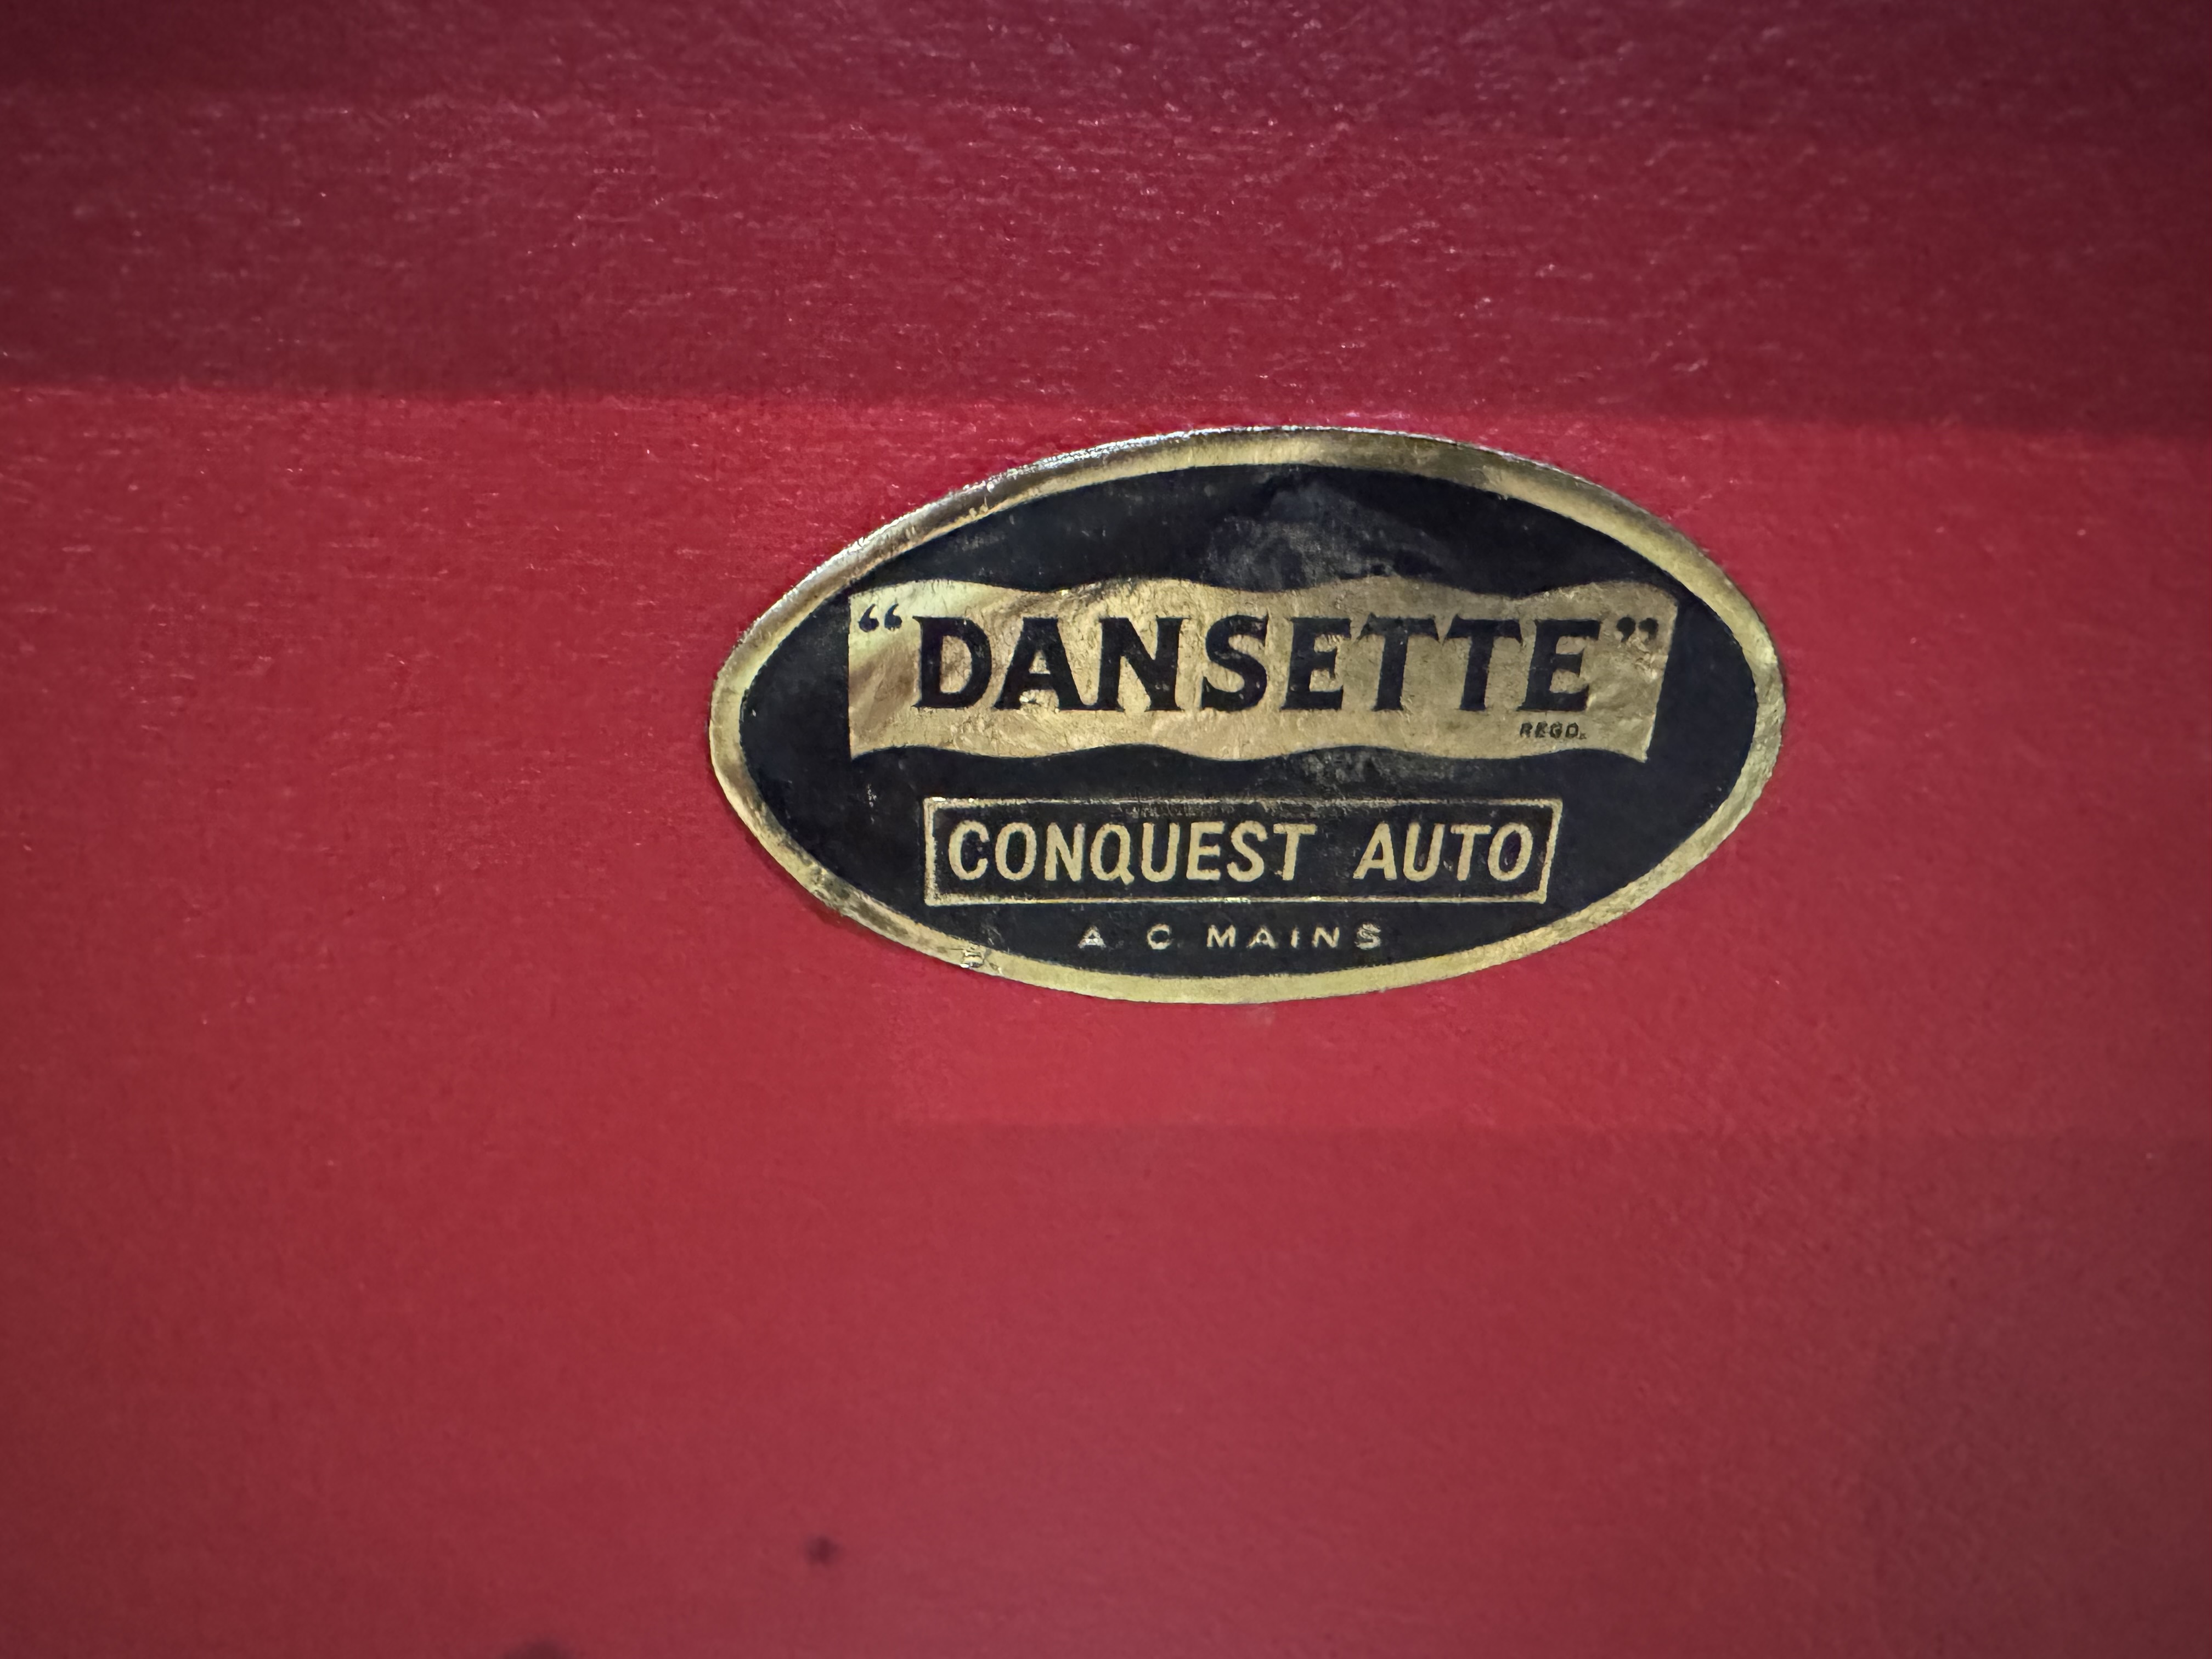 “DANSETTE”
REGD.
CONQUEST AUTO
A C MAINS